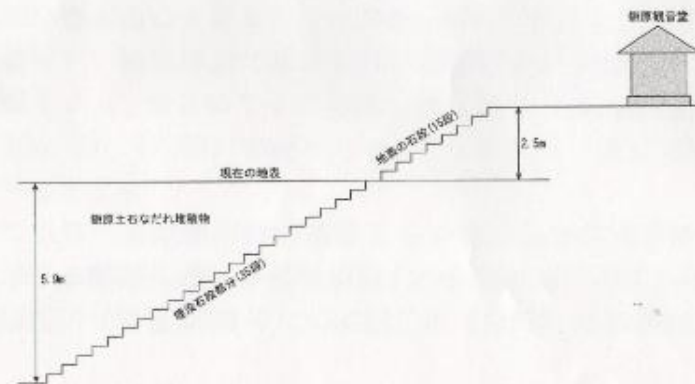 鎌原観音堂
地表の石段(15段)
2.5m
現在の地表
鎌原土石なだれ堆積物
5.9m
埋没石段部分(35段)